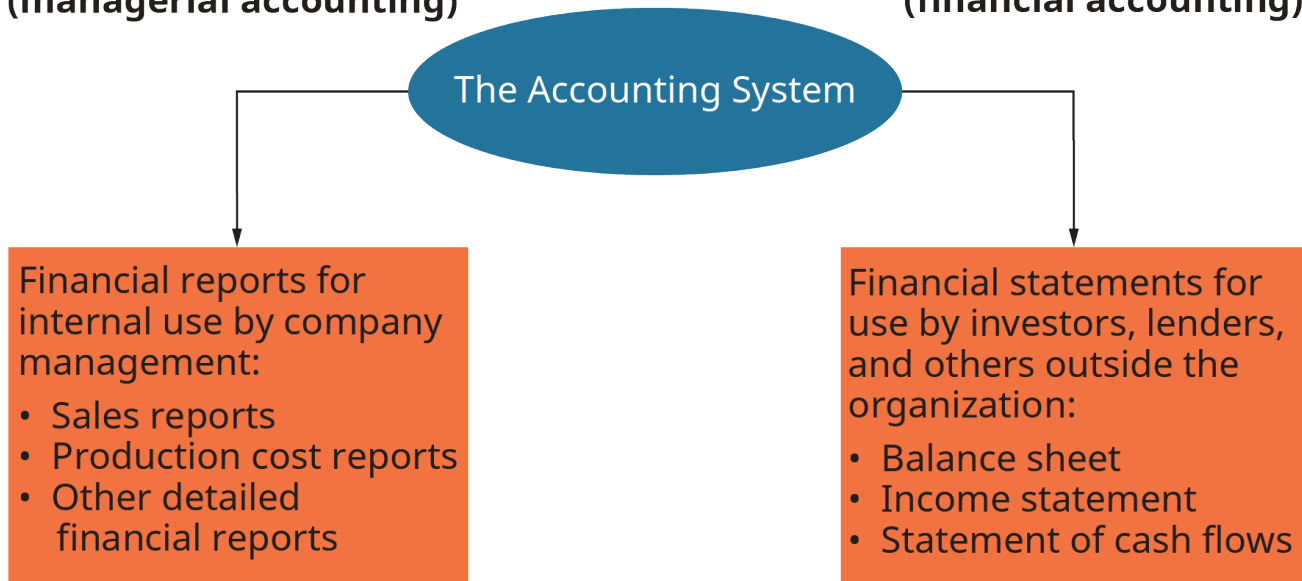 (managerial accounting)
(financial accounting)
The Accounting System
Financial reports for
internal use by company
management:
• Sales reports
• Production cost reports
• Other detailed
financial reports
Financial statements for
use by investors, lenders,
and others outside the
organization:
• Balance sheet
• Income statement
• Statement of cash flows